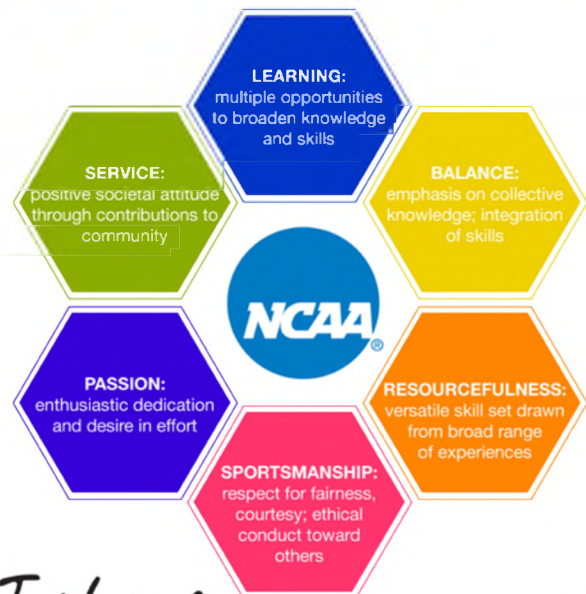 LEARNING:
multiple opportunities
to broaden knowledge
and skills
SERVICE:
positive societal attitude
through contributions to
community
BALANCE:
emphasis on collective
knowledge; integration
of skills
NCAA®
PASSION:
enthusiastic dedication
and desire in effort
RESOURCEFULNESS:
versatile skill set drawn
from broad range
of experiences
SPORTSMANSHIP:
respect for fairness,
courtesy; ethical
conduct toward
others